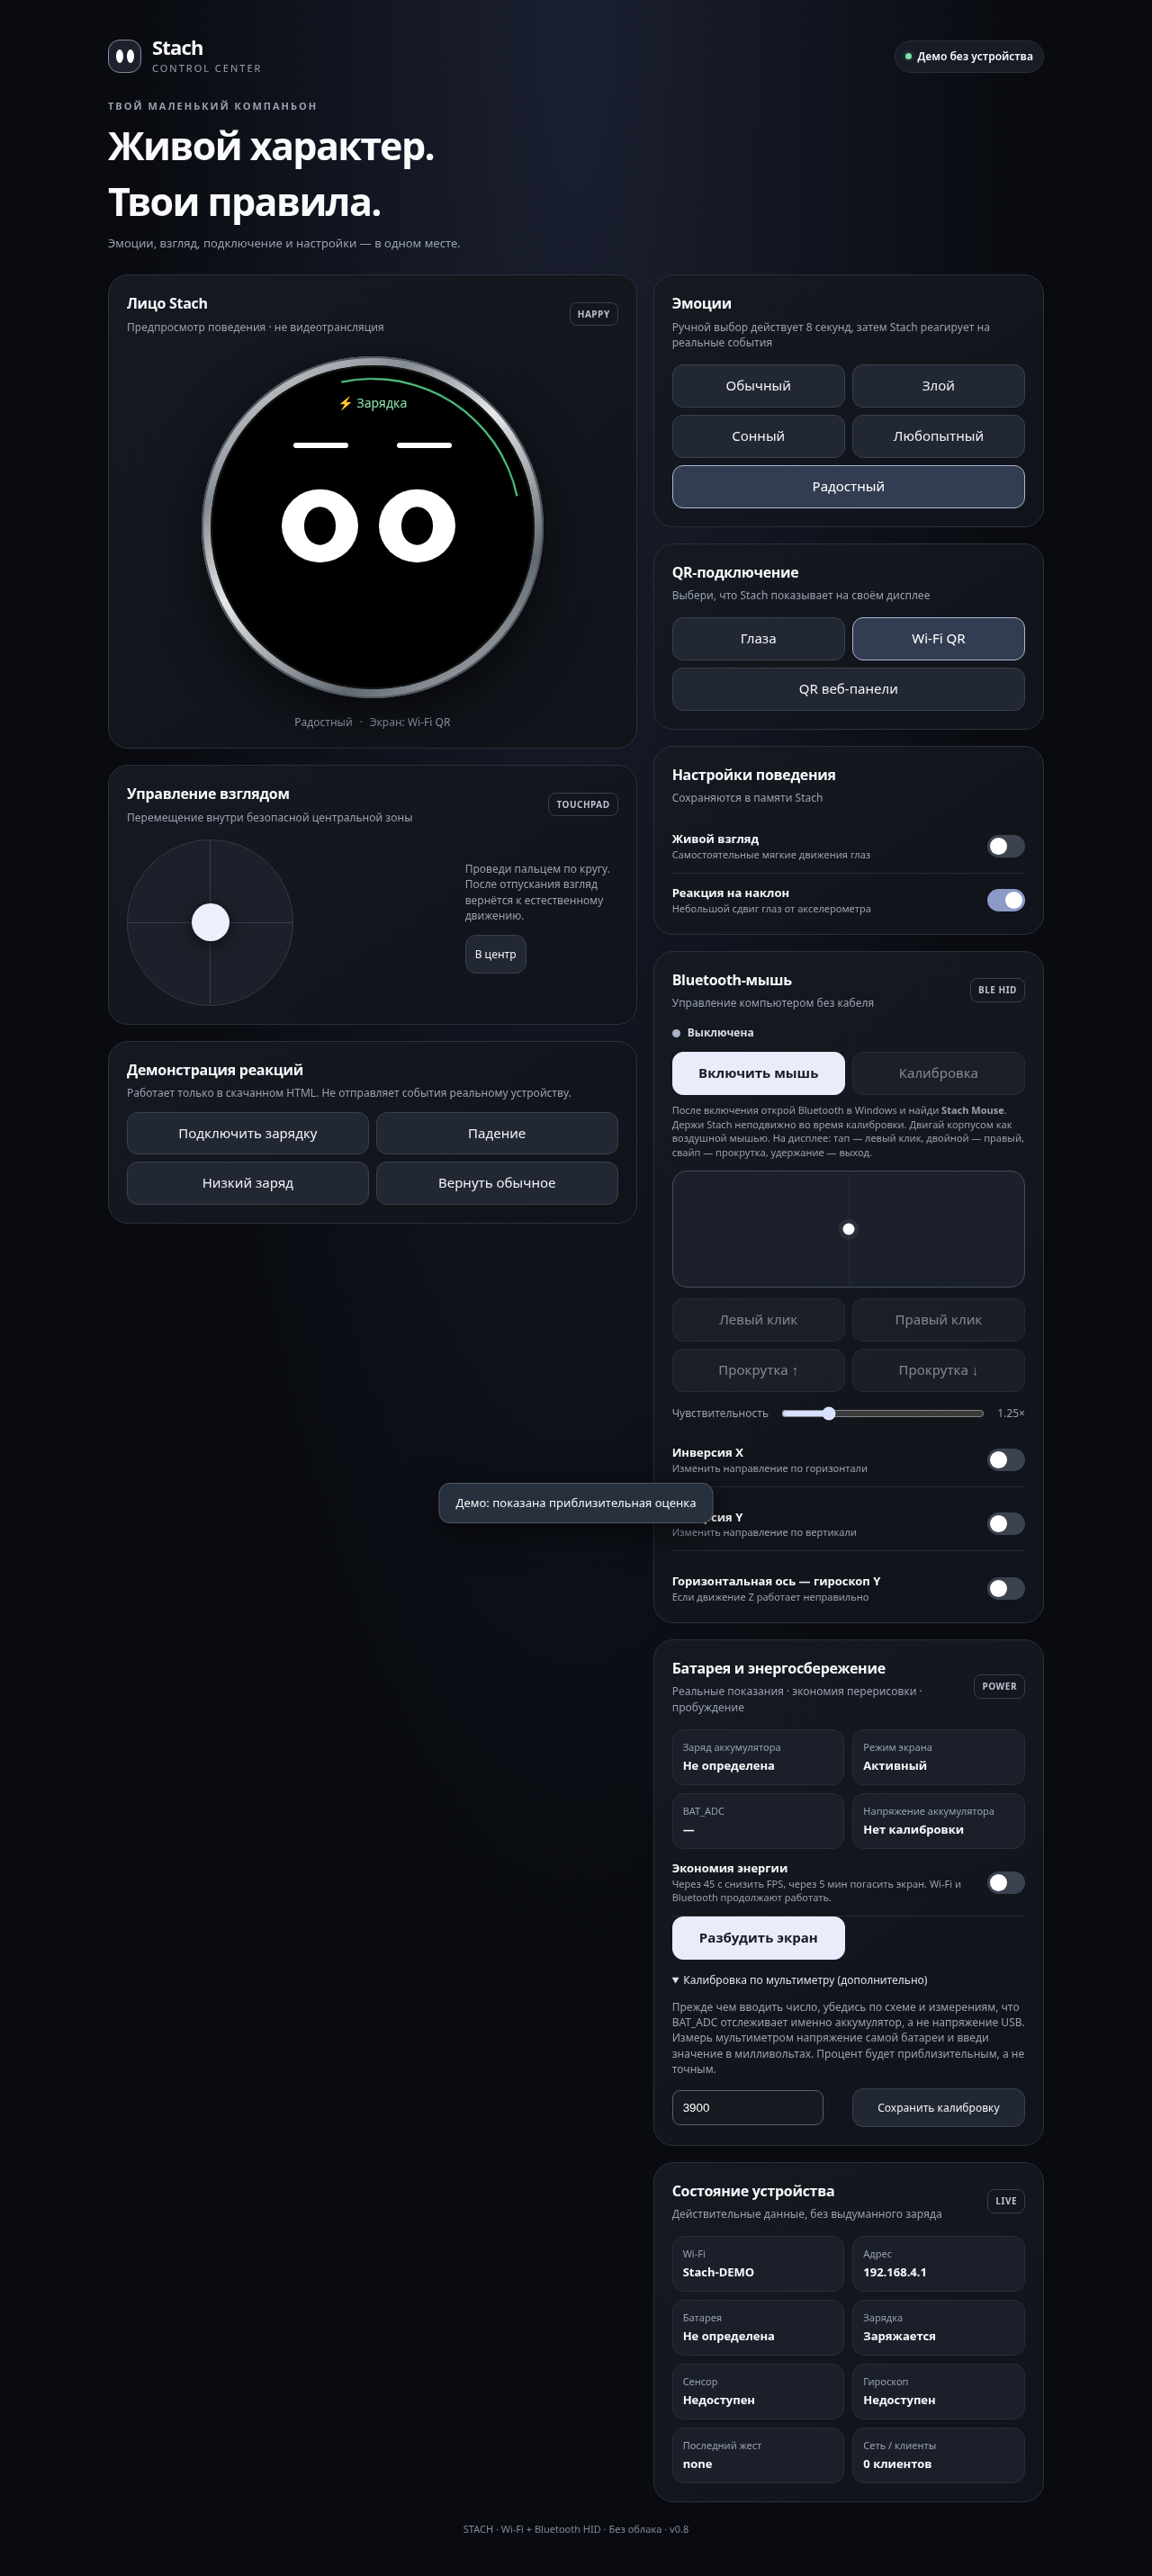 Stach
CONTROL CENTER
Демо без устройства
ТВОЙ МАЛЕНЬКИЙ КОМПАНЬОН
Живой характер.
Твои правила.
Эмоции, взгляд, подключение и настройки — в одном месте.
Лицо Stach
Предпросмотр поведения · не видеотрансляция
HAPPY
⚡ Зарядка
Радостный · Экран: Wi-Fi QR
Управление взглядом
Перемещение внутри безопасной центральной зоны
TOUCHPAD
Проведи пальцем по кругу.
После отпускания взгляд
вернётся к естественному
движению.
В центр
Демонстрация реакций
Работает только в скачанном HTML. Не отправляет события реальному устройству.
Подключить зарядку
Падение
Низкий заряд
Вернуть обычное
Эмоции
Ручной выбор действует 8 секунд, затем Stach реагирует на
реальные события
Обычный
Злой
Сонный
Любопытный
Радостный
QR-подключение
Выбери, что Stach показывает на своём дисплее
Глаза
Wi-Fi QR
QR веб-панели
Настройки поведения
Сохраняются в памяти Stach
Живой взгляд
Самостоятельные мягкие движения глаз
Реакция на наклон
Небольшой сдвиг глаз от акселерометра
Bluetooth-мышь
Управление компьютером без кабеля
BLE HID
Выключена
Включить мышь
Калибровка
После включения открой Bluetooth в Windows и найди Stach Mouse.
Держи Stach неподвижно во время калибровки. Двигай корпусом как
воздушной мышью. На дисплее: тап — левый клик, двойной — правый,
свайп — прокрутка, удержание — выход.
Левый клик
Правый клик
Прокрутка ↑
Прокрутка ↓
Чувствительность
1.25×
Инверсия X
Изменить направление по горизонтали
Демо: показана приблизительная оценка
рсия Y
Изменить направление по вертикали
Горизонтальная ось — гироскоп Y
Если движение Z работает неправильно
Батарея и энергосбережение
Реальные показания · экономия перерисовки ·
пробуждение
POWER
Заряд аккумулятора
Не определена
Режим экрана
Активный
BAT_ADC
—
Напряжение аккумулятора
Нет калибровки
Экономия энергии
Через 45 с снизить FPS, через 5 мин погасить экран. Wi-Fi и
Bluetooth продолжают работать.
Разбудить экран
▼ Калибровка по мультиметру (дополнительно)
Прежде чем вводить число, убедись по схеме и измерениям, что
BAT_ADC отслеживает именно аккумулятор, а не напряжение USB.
Измерь мультиметром напряжение самой батареи и введи
значение в милливольтах. Процент будет приблизительным, а не
точным.
3900
Сохранить калибровку
Состояние устройства
Действительные данные, без выдуманного заряда
LIVE
Wi-Fi
Stach-DEMO
Адрес
192.168.4.1
Батарея
Не определена
Зарядка
Заряжается
Сенсор
Недоступен
Гироскоп
Недоступен
Последний жест
none
Сеть / клиенты
0 клиентов
STACH · Wi-Fi + Bluetooth HID · Без облака · v0.8